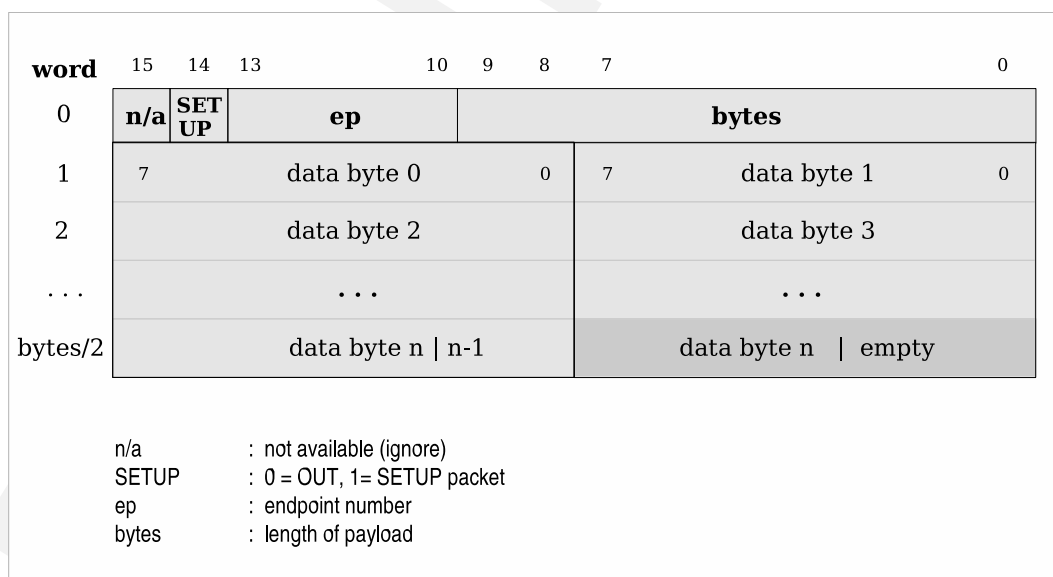 word 15 14 13 10 9 8 7 0
0 n/a SET UP ep bytes
1 7 data byte 0 0 7 data byte 1 0
2 data byte 2 data byte 3
. . . . . . . . .
bytes/2 data byte n | n-1 data byte n | empty
n/a : not available (ignore)
SETUP : 0 = OUT, 1= SETUP packet
ep : endpoint number
bytes : length of payload